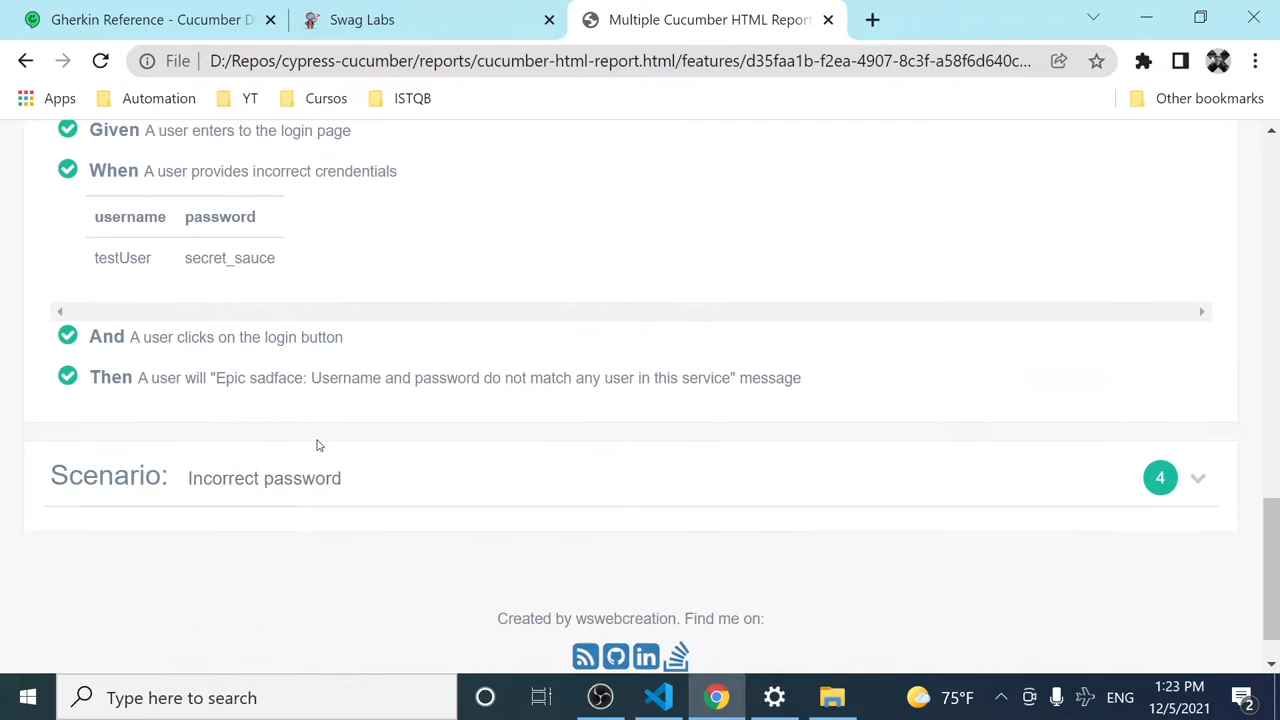 Gherkin Reference - Cucumber D
Swag Labs
Multiple Cucumber HTML Repor
File
D:/Repos/cypress-cucumber/reports/cucumber-html-report.html/features/d35faa1b-f2ea-4907-8c3f-a58f6d640c...
Apps
Automation
YT
Cursos
ISTQB
Other bookmarks
Given A user enters to the login page
When A user provides incorrect crendentials
username password
testUser secret_sauce
And A user clicks on the login button
Then A user will "Epic sadface: Username and password do not match any user in this service" message
Scenario: Incorrect password
4
Created by wswebcreation. Find me on:
Type here to search
75°F
ENG
1:23 PM
12/5/2021
2